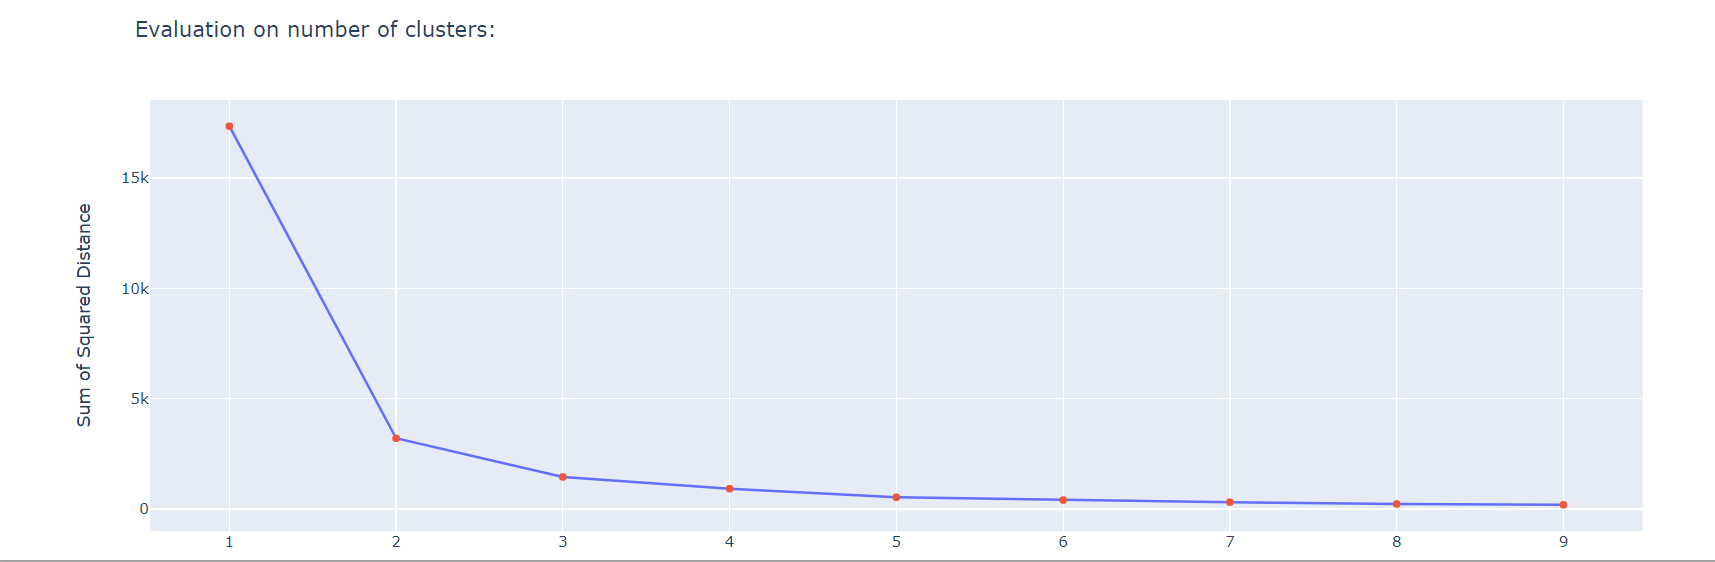 Evaluation on number of clusters:
Sum of Squared Distance
15k
10k
5k
0
1 2 3 4 5 6 7 8 9